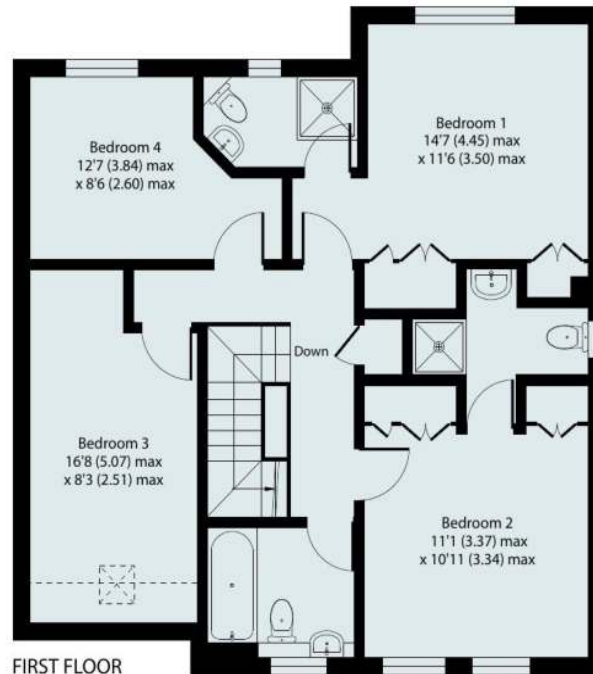 Bedroom 1
14'7 (4.45) max
x 11'6 (3.50) max
Bedroom 4
12'7 (3.84) max
x 8'6 (2.60) max
Down
Bedroom 3
16'8 (5.07) max
x 8'3 (2.51) max
Bedroom 2
11'1 (3.37) max
x 10'11 (3.34) max
FIRST FLOOR